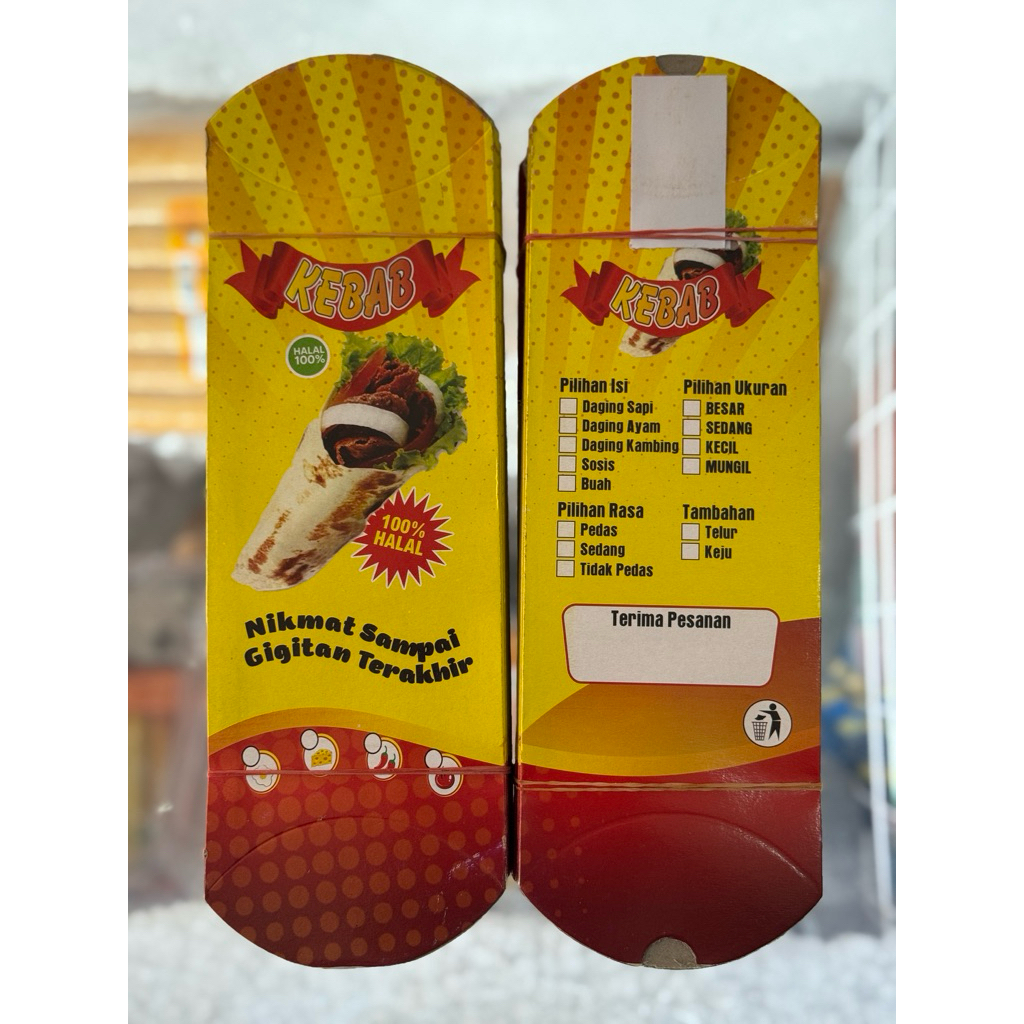 KEBAB
HALAL
100%
100%
HALAL
Nikmat Sampai
Gigitan Terakhir
KEBAB
Pilihan Isi
Daging Sapi
Daging Ayam
Daging Kambing
Sosis
Buah
Pilihan Ukuran
BESAR
SEDANG
KECIL
MUNGIL
Pilihan Rasa
Pedas
Sedang
Tidak Pedas
Tambahan
Telur
Keju
Terima Pesanan